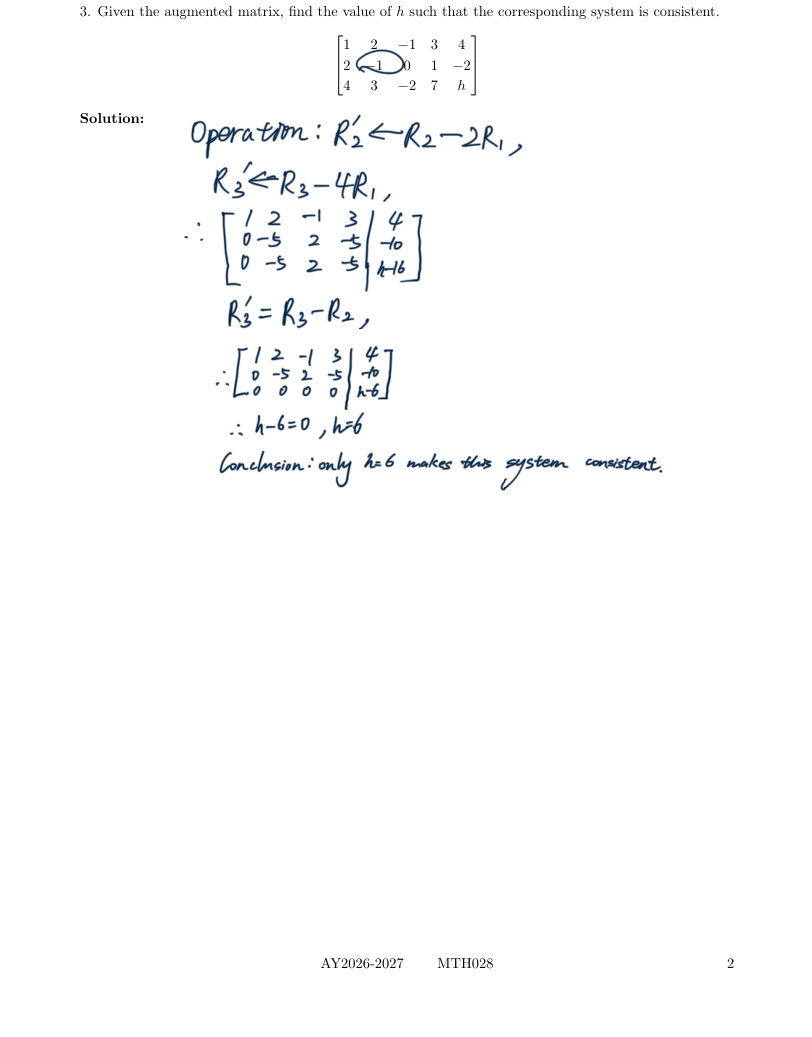 3. Given the augmented matrix, find the value of h such that the corresponding system is consistent.
1 2 −1 3 4
2 −1 0 1 −2
4 3 −2 7 h
Solution:
Operation: R₂′ ← R₂ − 2R₁,
R₃′ ← R₃ − 4R₁,
∴ [ 1 2 −1 3 | 4 ]
0 −5 2 −5 | −10
0 −5 2 −5 | h−16
R₃′ = R₃ − R₂,
∴ [ 1 2 −1 3 | 4 ]
0 −5 2 −5 | −10
0 0 0 0 | h−6
∴ h−6=0 , h=6
Conclusion: only h=6 makes this system consistent.
AY2026-2027 MTH028 2